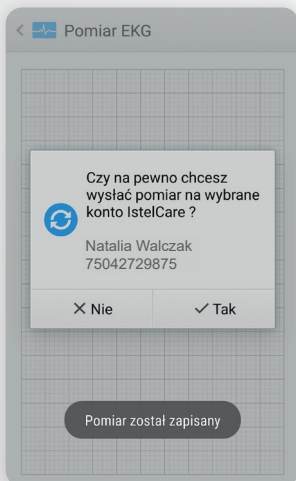 Pomiar EKG
Czy na pewno chcesz
wysłać pomiar na wybrane
konto IstelCare ?
Natalia Walczak
75042729875
Nie
Tak
Pomiar został zapisany